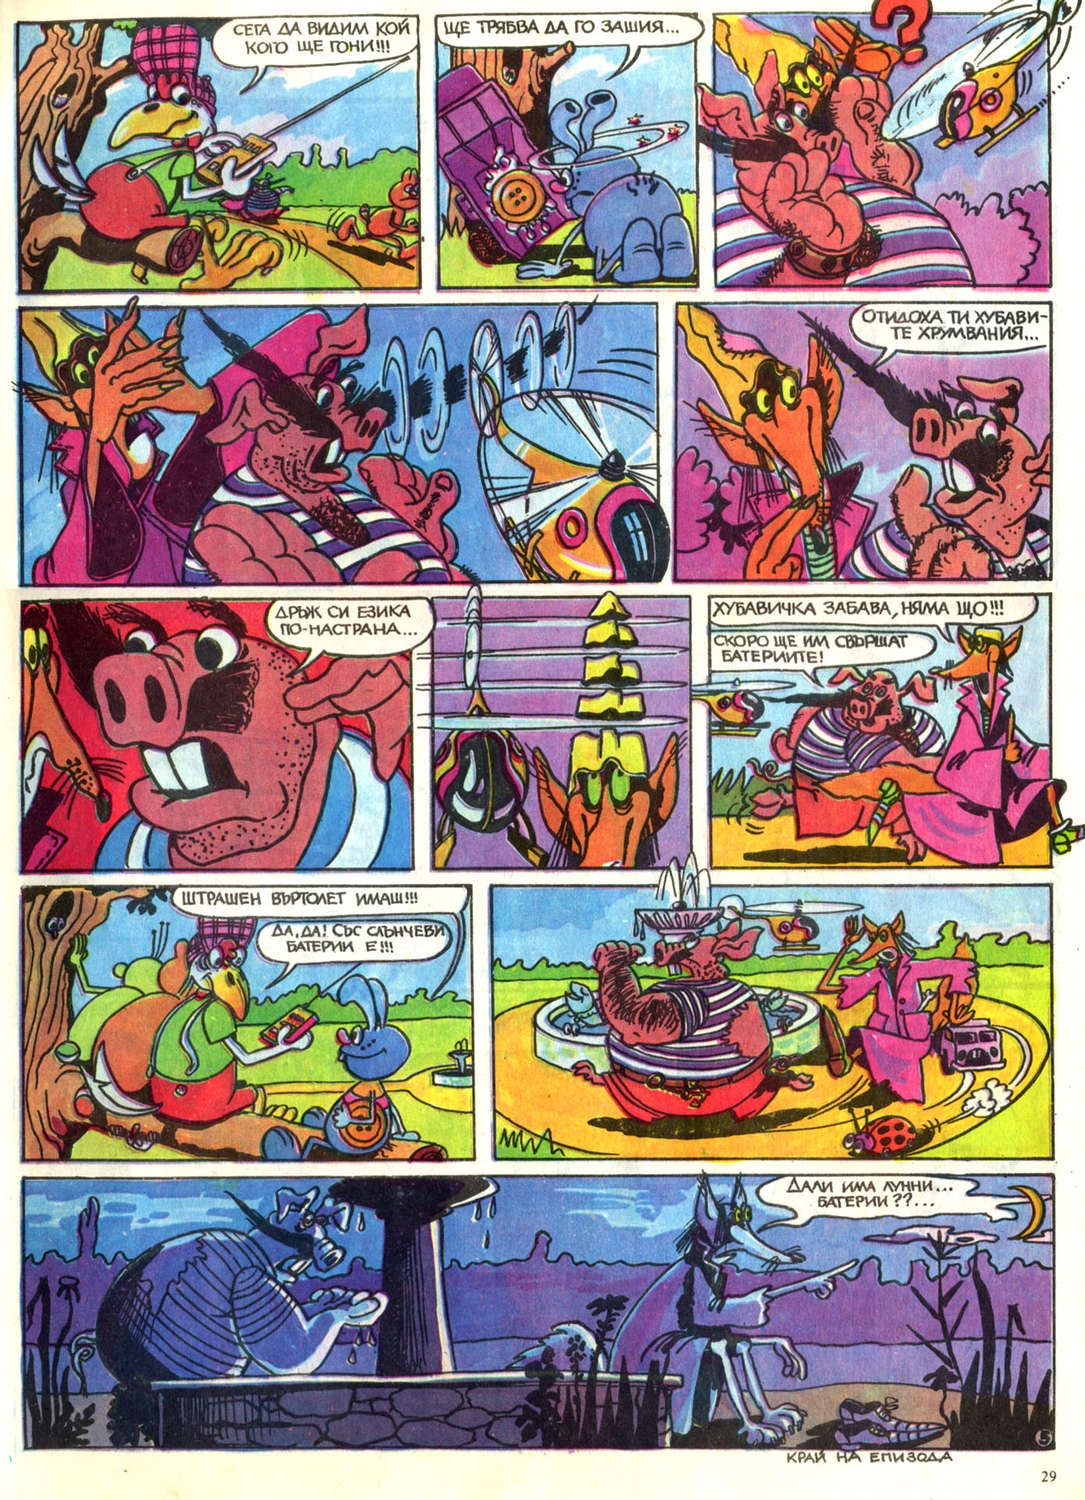 СЕГА ДА ВИДИМ КОЙ
КОГО ЩЕ ГОНИ!!!
ЩЕ ТРЯБВА ДА ГО ЗАШИЯ...
?
ОТИДОХА ТИ ХУБАВИ-
ТЕ ХРУМВАНИЯ...
ДРЪЖ СИ ЕЗИКА
ПО-НАСТРАНА...
ХУБАВИЧКА ЗАБАВА, НЯМА ЩО!!!
СКОРО ЩЕ ИМ СВЪРШАТ
БАТЕРИИТЕ!
ЩТРАШЕН ВЪРТОЛЕТ ИМАШ!!!
ДА, ДА! СЪС СЛЪНЧЕВИ
БАТЕРИИ Е!!!
ДАЛИ ИМА ЛУННИ...
БАТЕРИИ ??...
5
КРАЙ НА ЕПИЗОДА
29